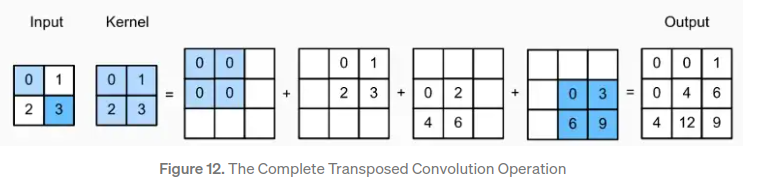 Input Kernel Output
0 0 0 1 0 0 1
0 1 0 1 = 0 0 + 2 3 + 0 2 + 0 3 = 0 4 6
2 3 2 3 4 6 6 9 4 12 9
Figure 12. The Complete Transposed Convolution Operation